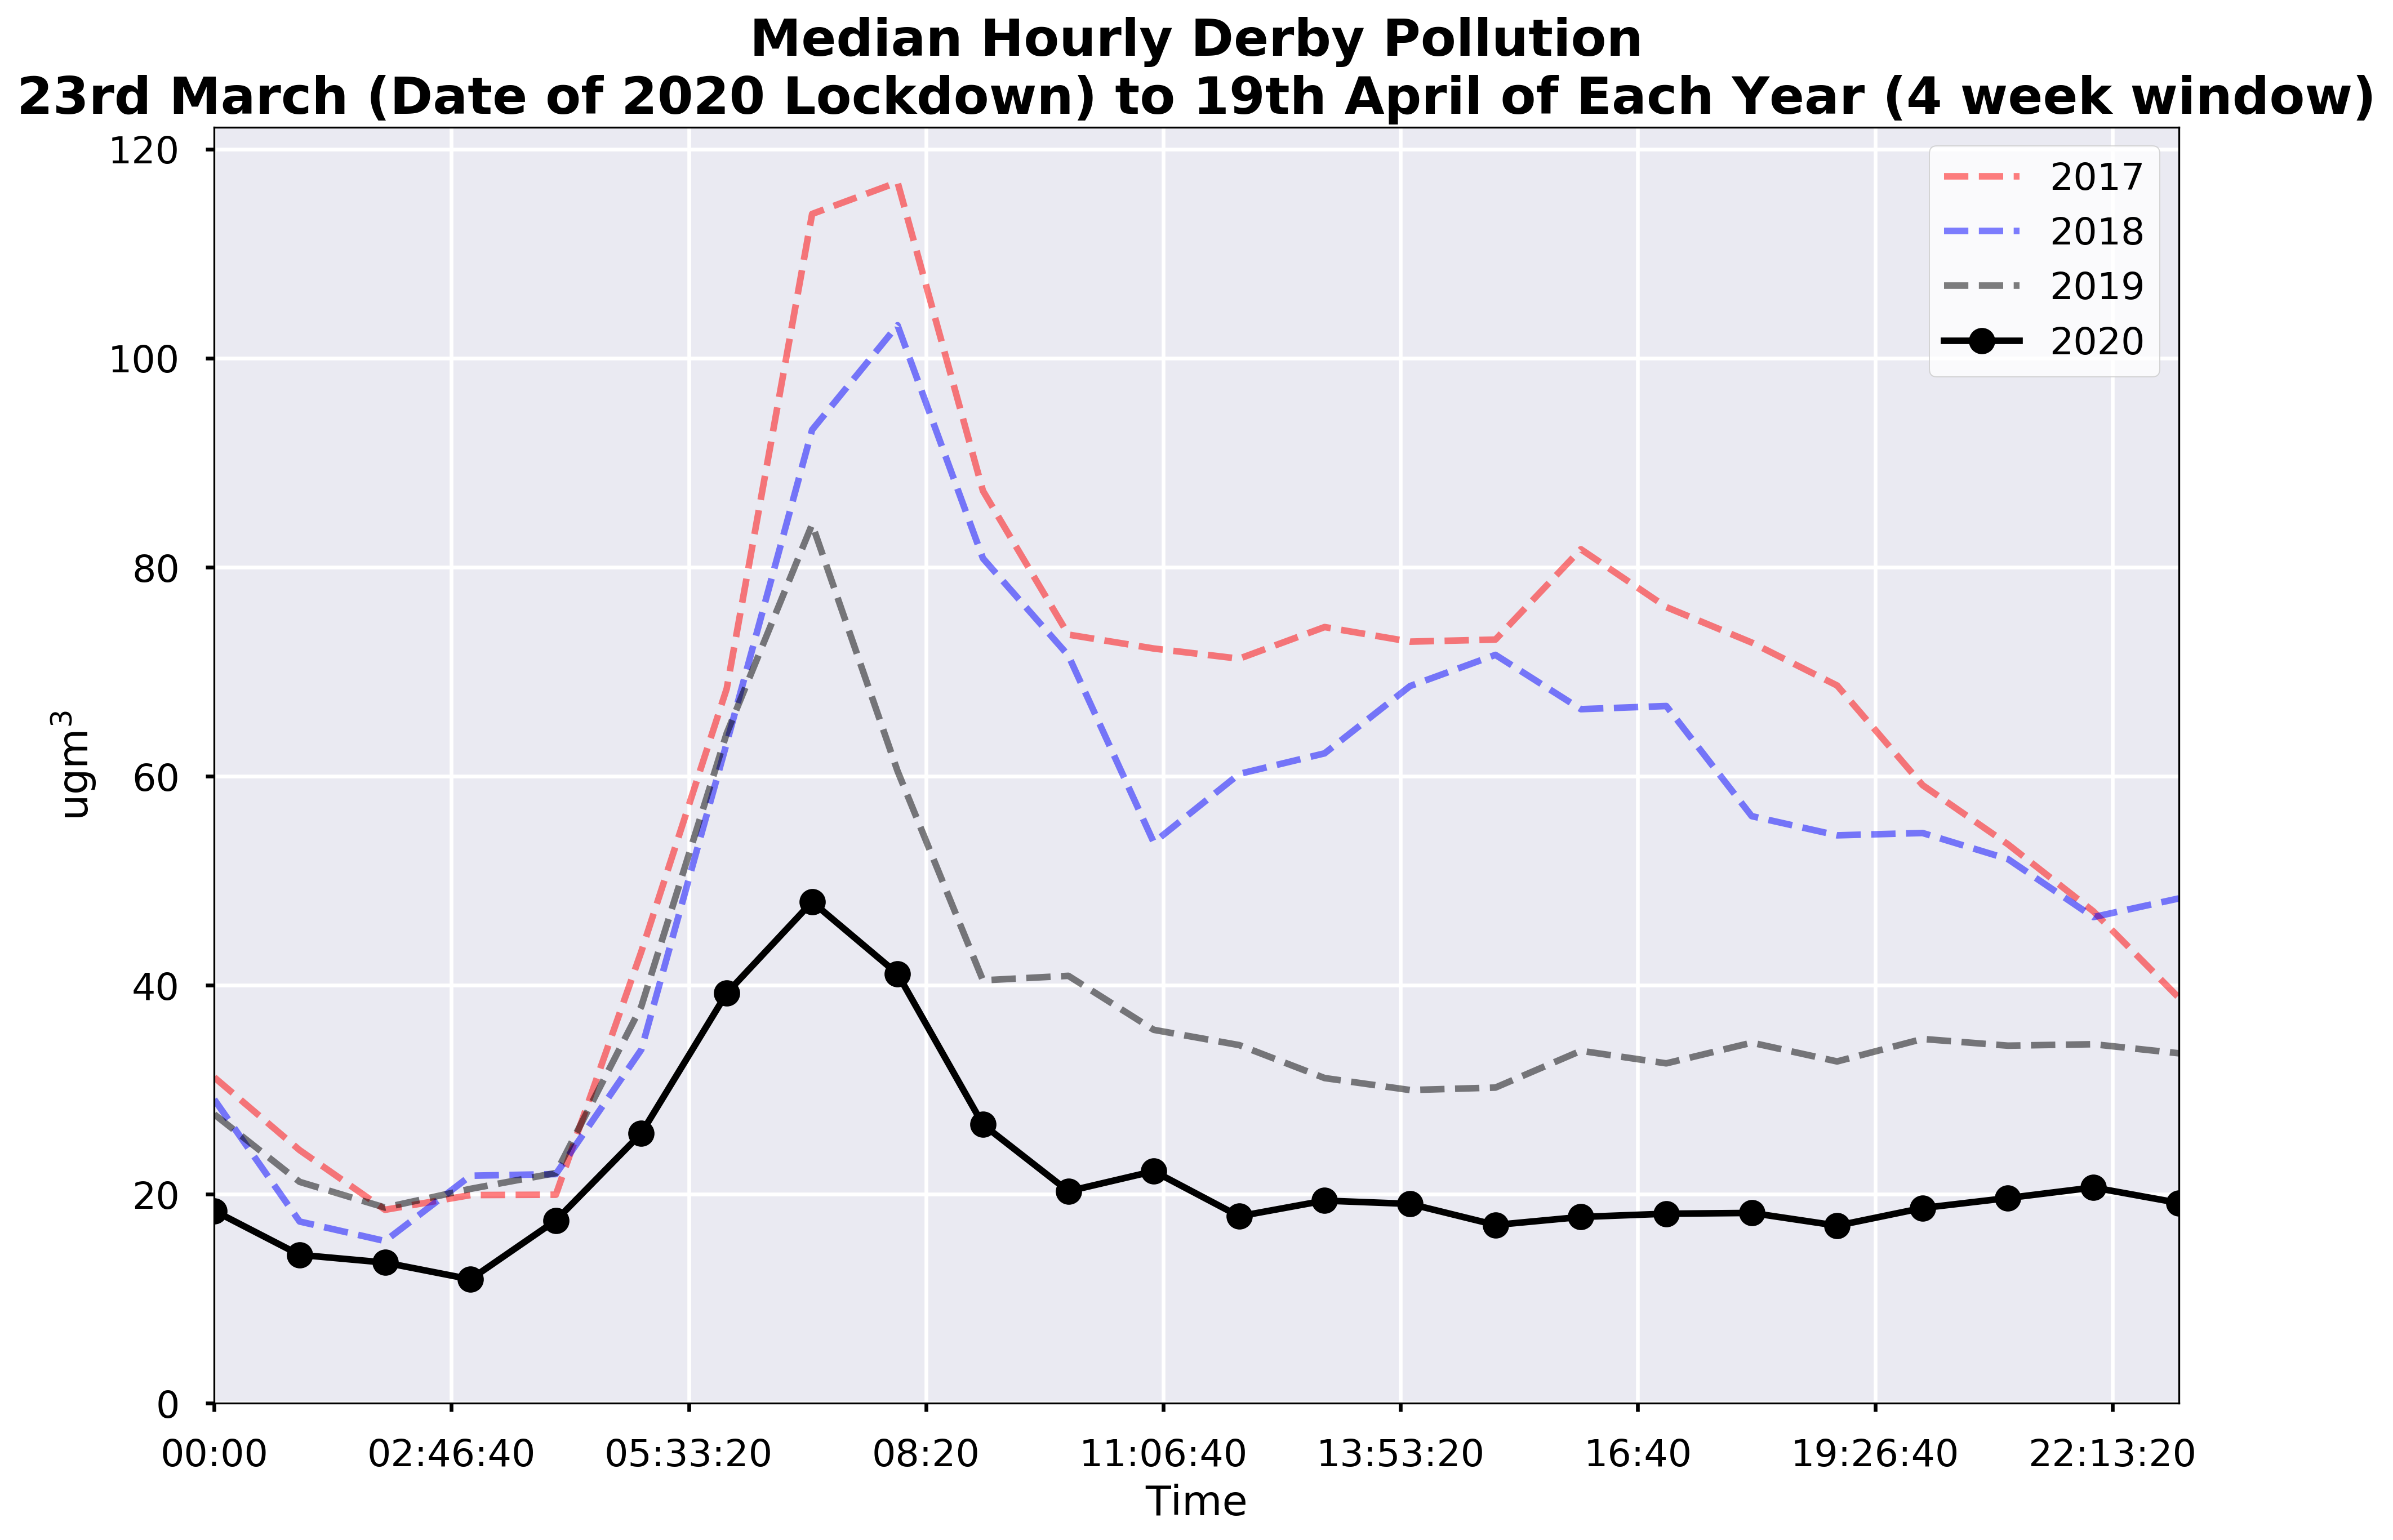 Median Hourly Derby Pollution
23rd March (Date of 2020 Lockdown) to 19th April of Each Year (4 week window)
120
100
80
60
40
20
0
ugm³
2017
2018
2019
2020
00:00 02:46:40 05:33:20 08:20 11:06:40 13:53:20 16:40 19:26:40 22:13:20
Time